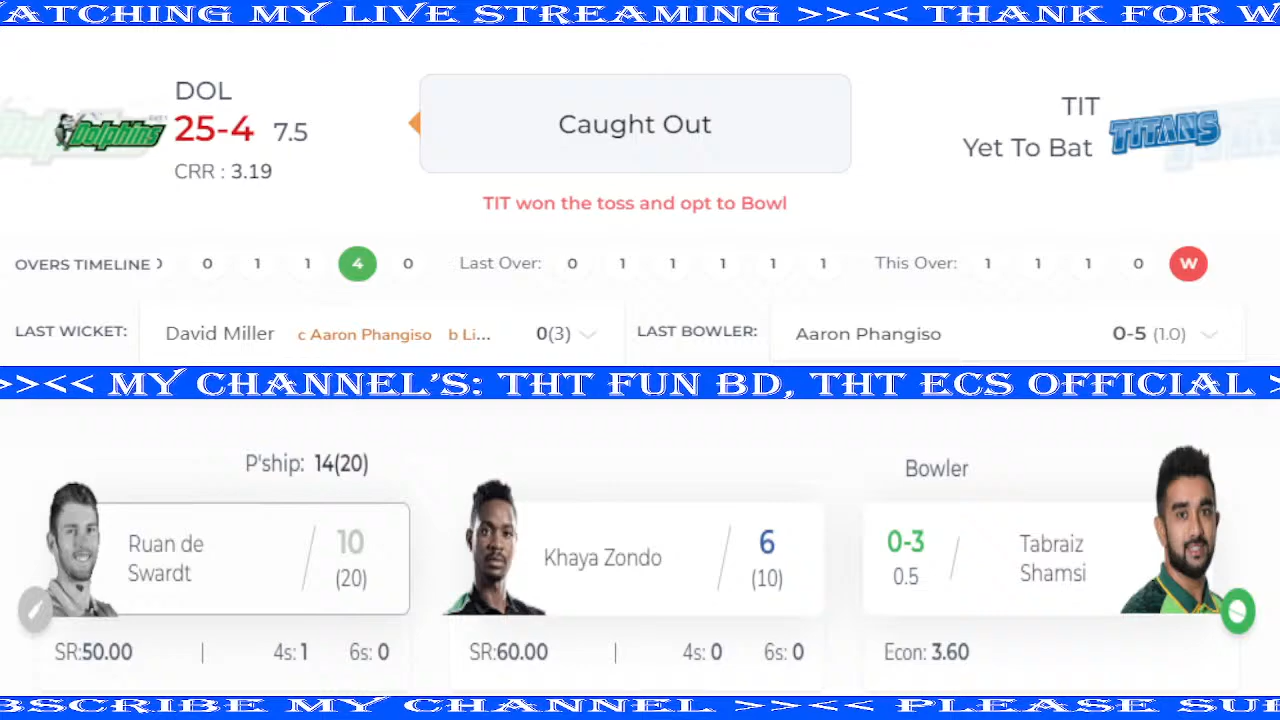 WATCHING MY LIVE STREAMING >><< THANK FOR W
DOL
25-4 7.5
CRR : 3.19
Dolphins
Caught Out
TIT won the toss and opt to Bowl
TIT
Yet To Bat
TITANS
OVERS TIMELINE 0 1 1 4 0 Last Over: 0 1 1 1 1 1 This Over: 1 1 1 0 W
LAST WICKET: David Miller c Aaron Phangiso b Li... 0(3) LAST BOWLER: Aaron Phangiso 0-5 (1.0)
>><< MY CHANNEL'S: THT FUN BD, THT ECS OFFICIAL >
P'ship: 14(20)
Ruan de
Swardt
10
(20)
SR:50.00 | 4s: 1 6s: 0
Khaya Zondo
6
(10)
SR:60.00 | 4s: 0 6s: 0
Bowler
0-3
0.5
Tabraiz
Shamsi
Econ: 3.60
BSCRIBE MY CHANNEL >><< PLEASE SU